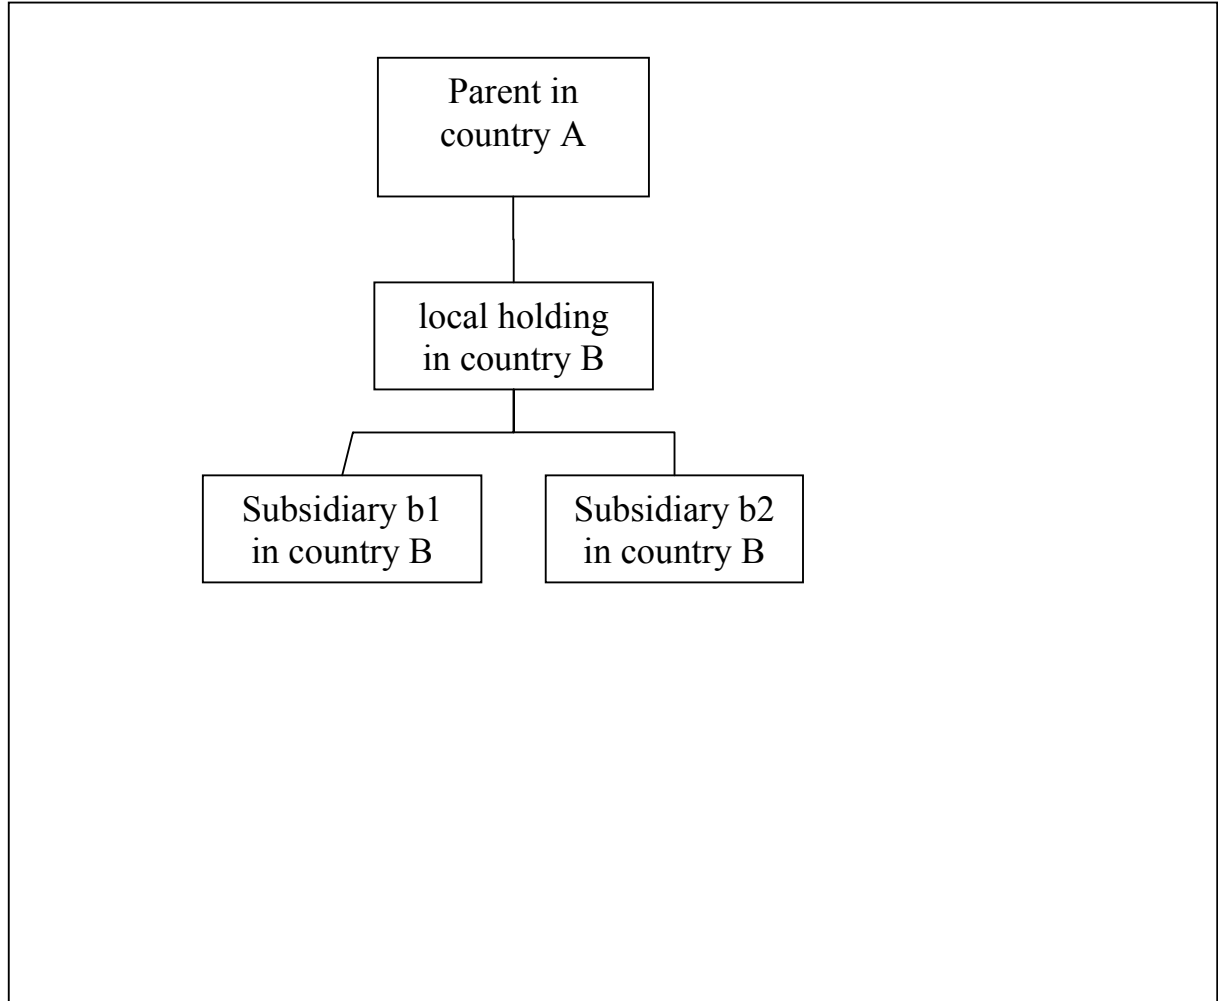 Parent in
country A
local holding
in country B
Subsidiary b1
in country B
Subsidiary b2
in country B